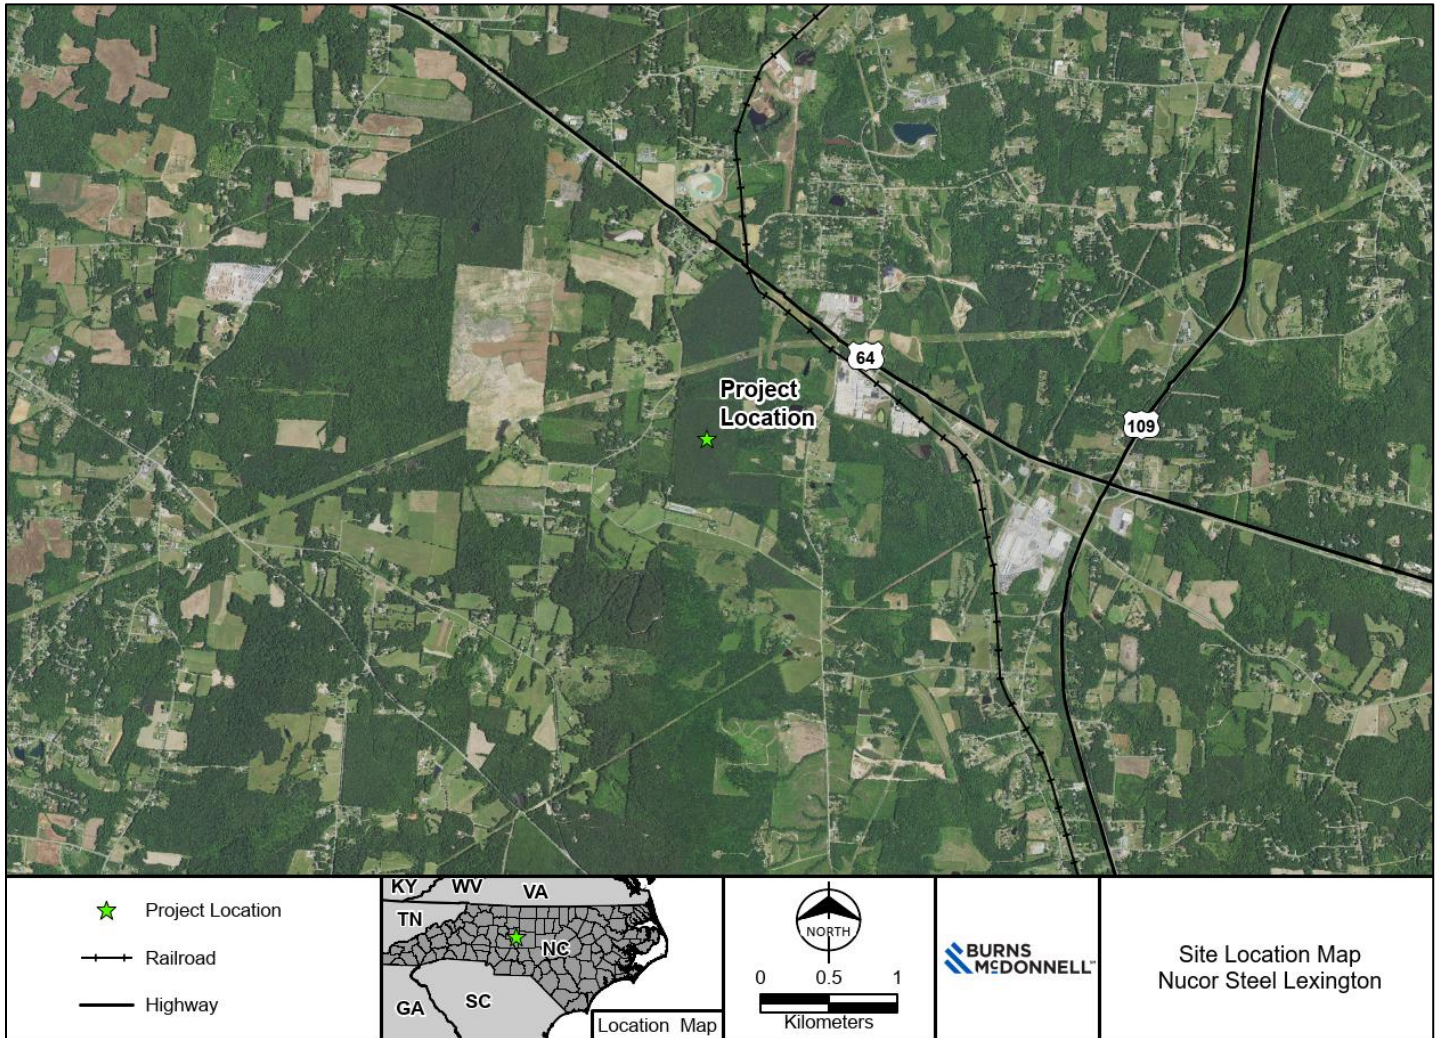 64
Project
Location
109
Project Location
Railroad
Highway
KY
WV
VA
TN
NC
SC
GA
Location Map
NORTH
0 0.5 1
Kilometers
BURNS
McDONNELL
Site Location Map
Nucor Steel Lexington